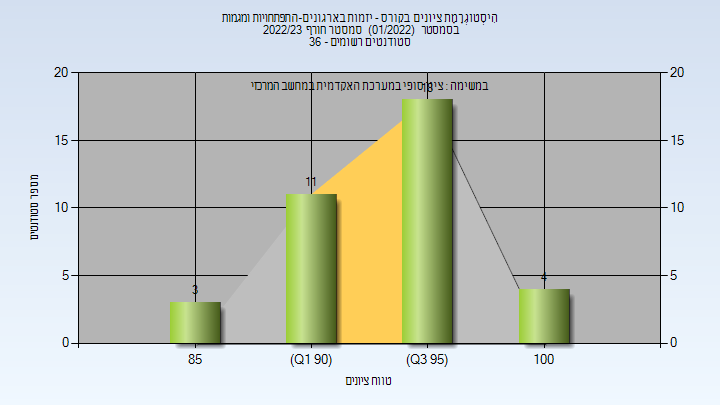 הִיסְטוֹגְרָמַת ציונים בקורס - יזמות בארגונים-התפתחויות ומגמות
בסמסטר (01/2022) סמסטר חורף 2022/23
סטודנטים רשומים - 36
במשימה : ציון סופי במערכת האקדמית במחשב המרכזי
20 20
15 15
10 10
5 5
0 0
3
11
18
4
מספר סטודנטים
85 (Q1 90) (Q3 95) 100
טווח ציונים